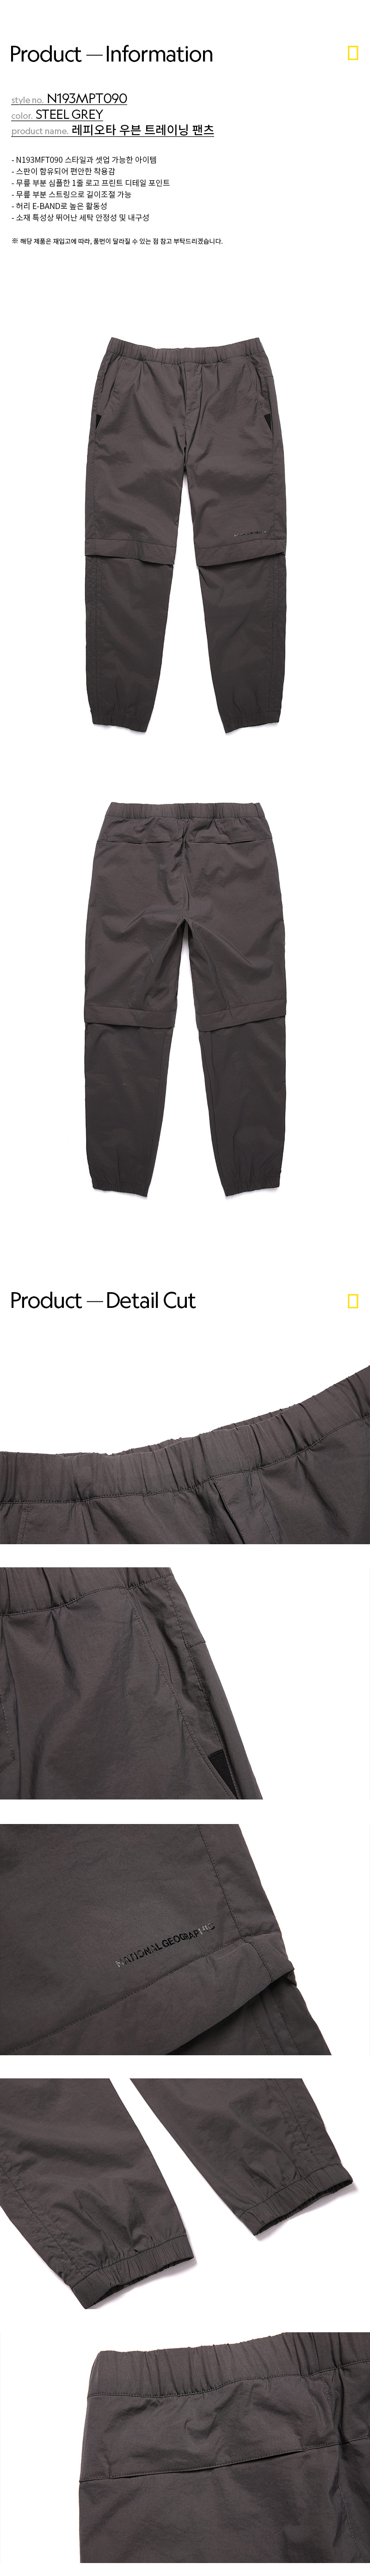 Product — Information
style no. N193MPT090
color. STEEL GREY
product name. 레피오타 우븐 트레이닝 팬츠
- N193MFT090 스타일과 셋업 가능한 아이템
- 스판이 함유되어 편안한 착용감
- 무릎 부분 심플한 1줄 로고 프린트 디테일 포인트
- 무릎 부분 스트링으로 길이조절 가능
- 허리 E-BAND로 높은 활동성
- 소재 특성상 뛰어난 세탁 안정성 및 내구성
※ 해당 제품은 재입고에 따라, 품번이 달라질 수 있는 점 참고 부탁드리겠습니다.
Product — Detail Cut
NATIONAL GEOGRAPHIC